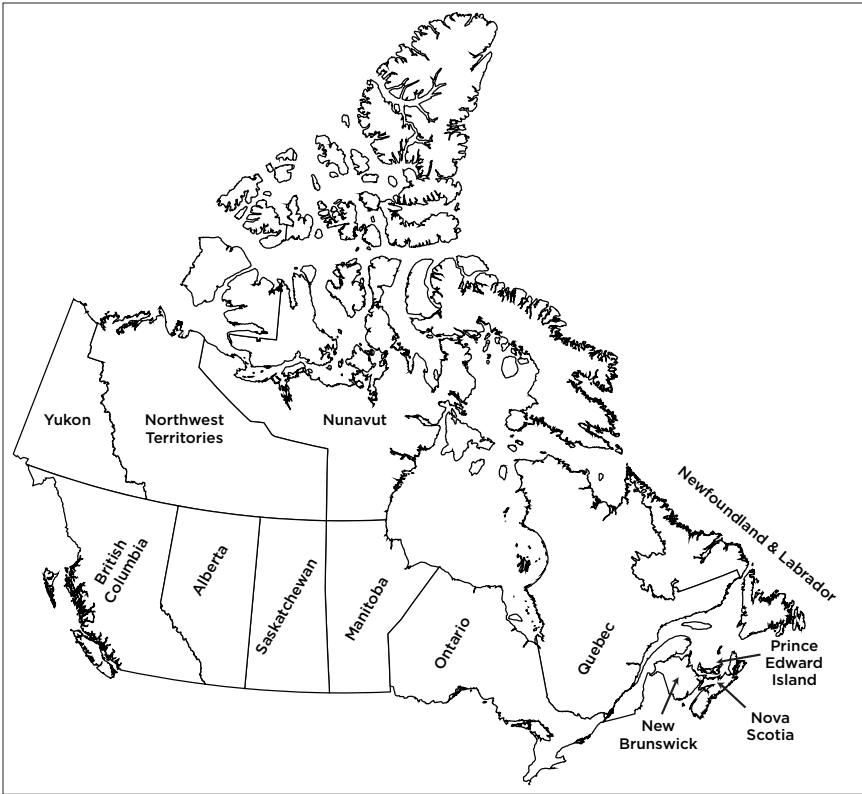 Yukon
Northwest
Territories
Nunavut
Newfoundland & Labrador
British
Columbia
Alberta
Saskatchewan
Manitoba
Ontario
Quebec
Prince
Edward
Island
New
Brunswick
Nova
Scotia